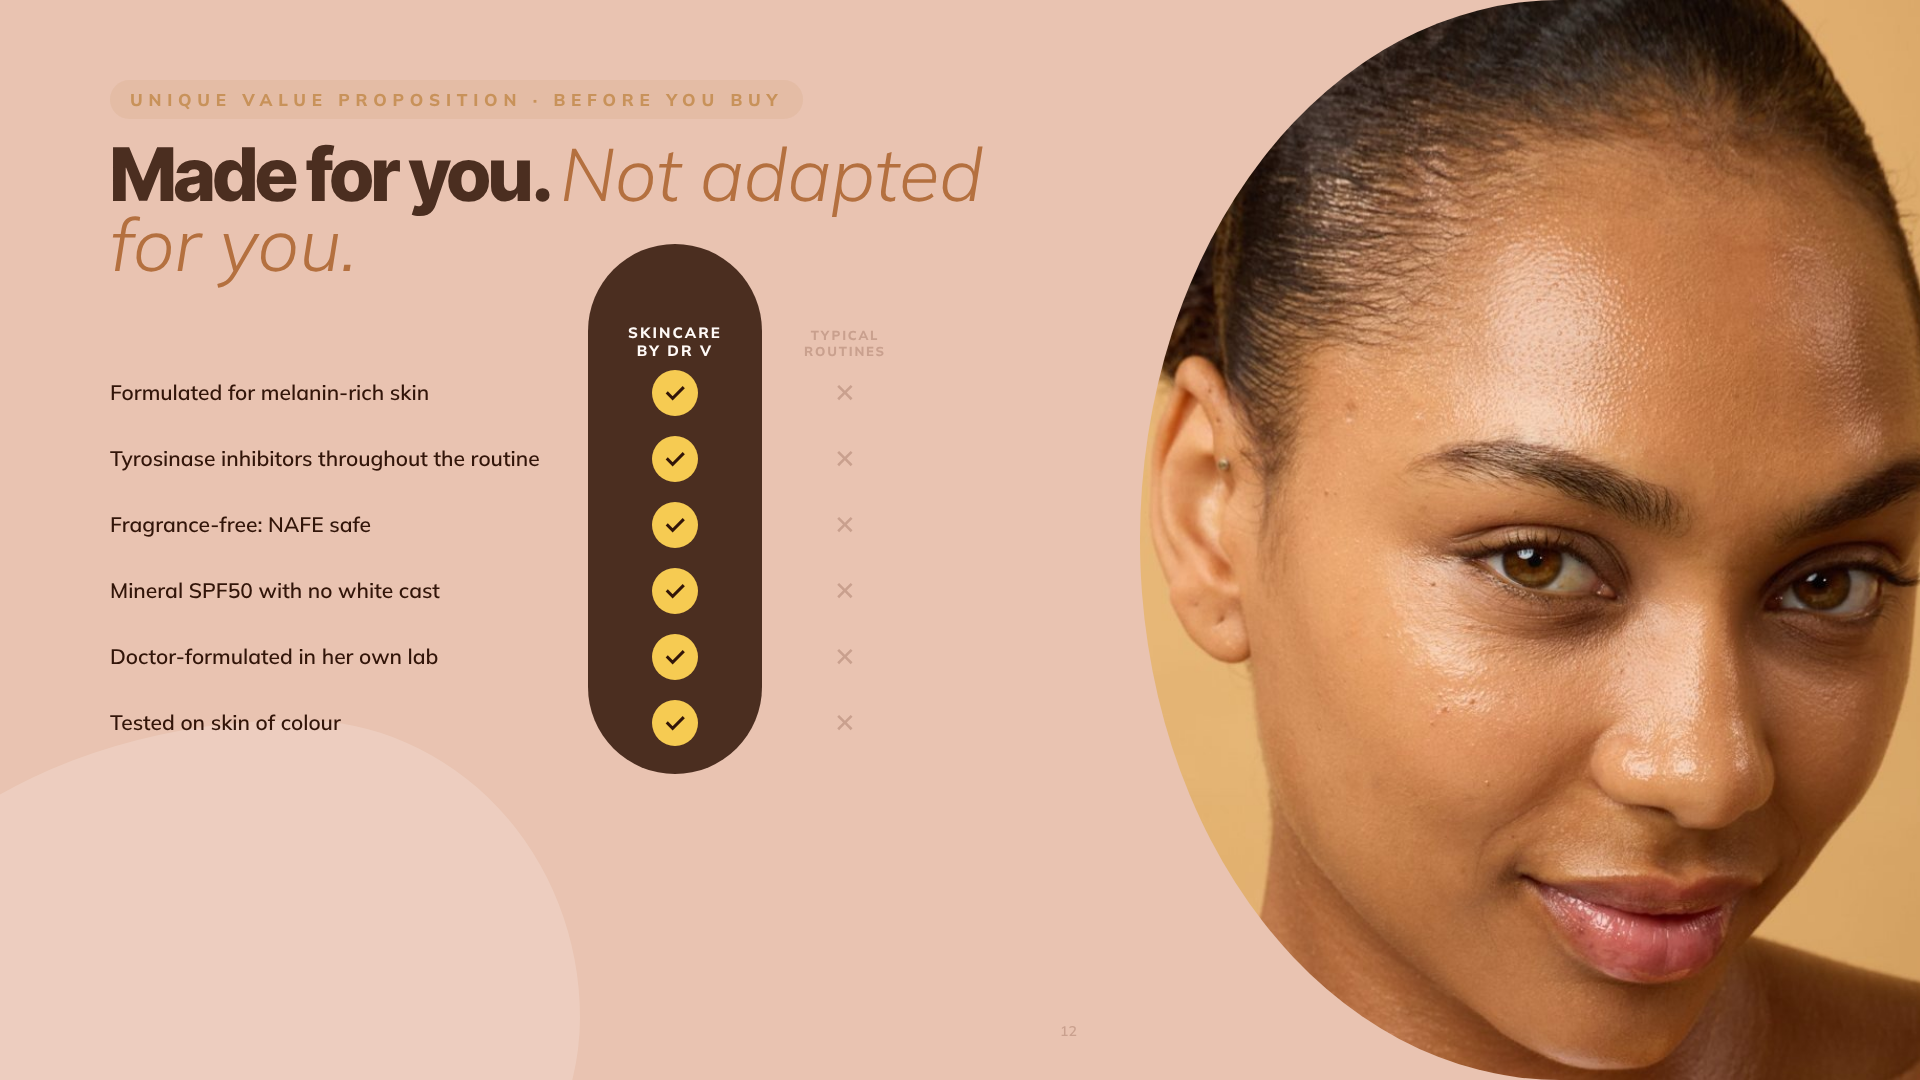 UNIQUE VALUE PROPOSITION · BEFORE YOU BUY
Made for you. Not adapted
for you.
SKINCARE
BY DR V
TYPICAL
ROUTINES
Formulated for melanin-rich skin
Tyrosinase inhibitors throughout the routine
Fragrance-free: NAFE safe
Mineral SPF50 with no white cast
Doctor-formulated in her own lab
Tested on skin of colour
12